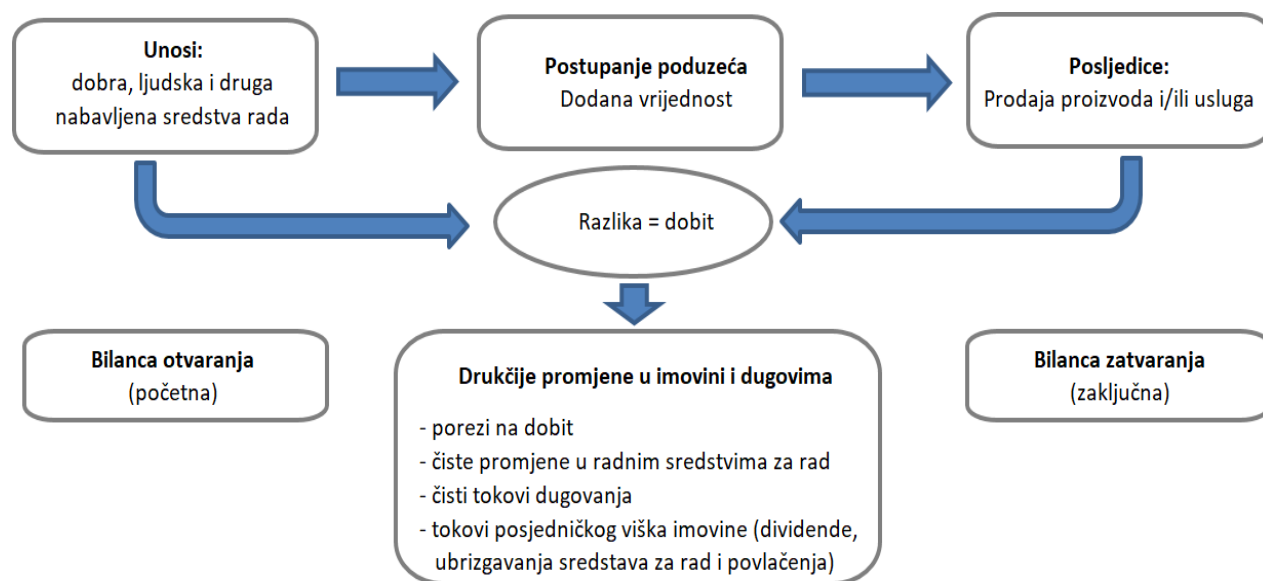 Unosi:
dobra, ljudska i druga
nabavljena sredstva rada
Postupanje poduzeća
Dodana vrijednost
Posljedice:
Prodaja proizvoda i/ili usluga
Razlika = dobit
Bilanca otvaranja
(početna)
Drukčije promjene u imovini i dugovima
- porezi na dobit
- čiste promjene u radnim sredstvima za rad
- čisti tokovi dugovanja
- tokovi posjedničkog viška imovine (dividende,
ubrizgavanja sredstava za rad i povlačenja)
Bilanca zatvaranja
(zaključna)